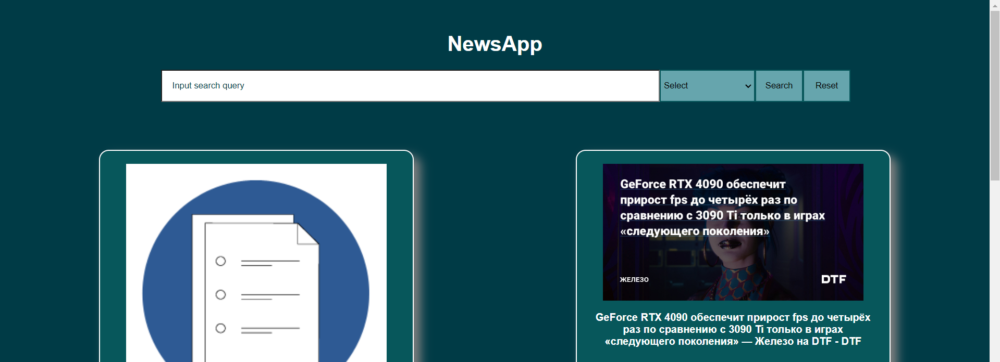 NewsApp
Input search query
Select
Search
Reset
GeForce RTX 4090 обеспечит
прирост fps до четырёх раз по
сравнению с 3090 Ti только в играх
«следующего поколения»
ЖЕЛЕЗО
DTF
GeForce RTX 4090 обеспечит прирост fps до четырёх
раз по сравнению с 3090 Ti только в играх
«следующего поколения» — Железо на DTF - DTF